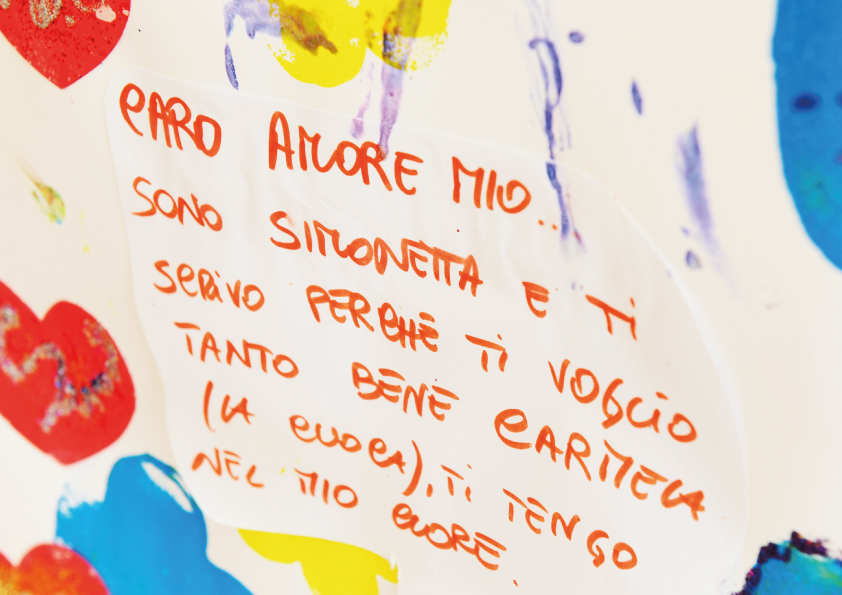 CARO AMORE MIO...
SONO SIMONETTA E TI
SCRIVO PERCHÈ TI VOGLIO
TANTO BENE CARMELA
(LA CUOCA), TI TENGO
NEL MIO CUORE.